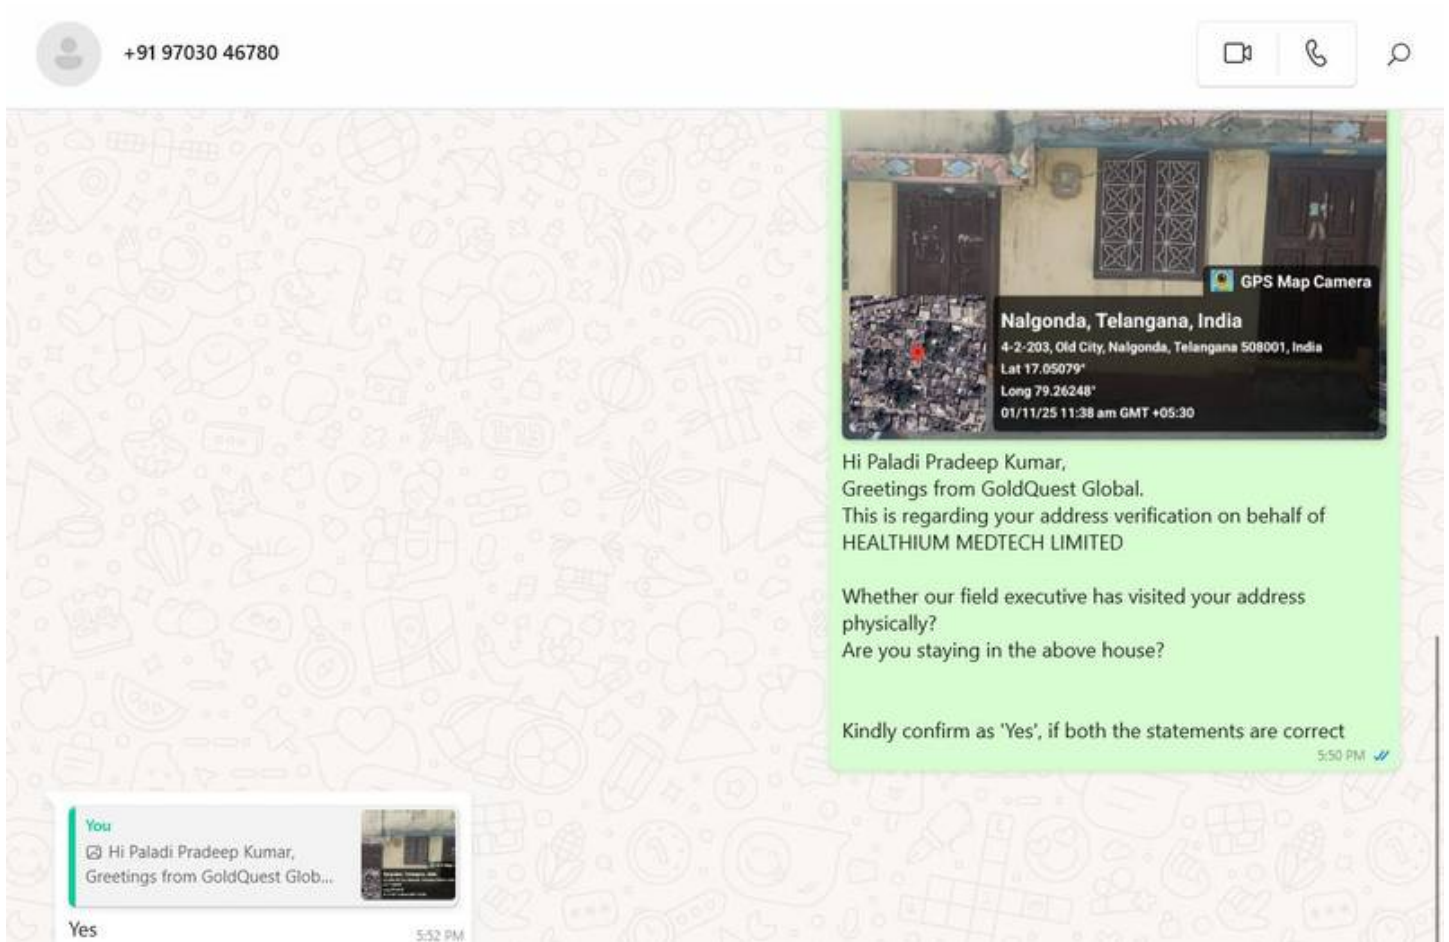 +91 97030 46780
GPS Map Camera
Nalgonda, Telangana, India
4-2-203, Old City, Nalgonda, Telangana 508001, India
Lat 17.05079°
Long 79.26248°
01/11/25 11:38 am GMT +05:30
Hi Paladi Pradeep Kumar,
Greetings from GoldQuest Global.
This is regarding your address verification on behalf of
HEALTHIUM MEDTECH LIMITED
Whether our field executive has visited your address
physically?
Are you staying in the above house?
Kindly confirm as 'Yes', if both the statements are correct
5:50 PM
You
Hi Paladi Pradeep Kumar,
Greetings from GoldQuest Glob...
Yes
5:52 PM